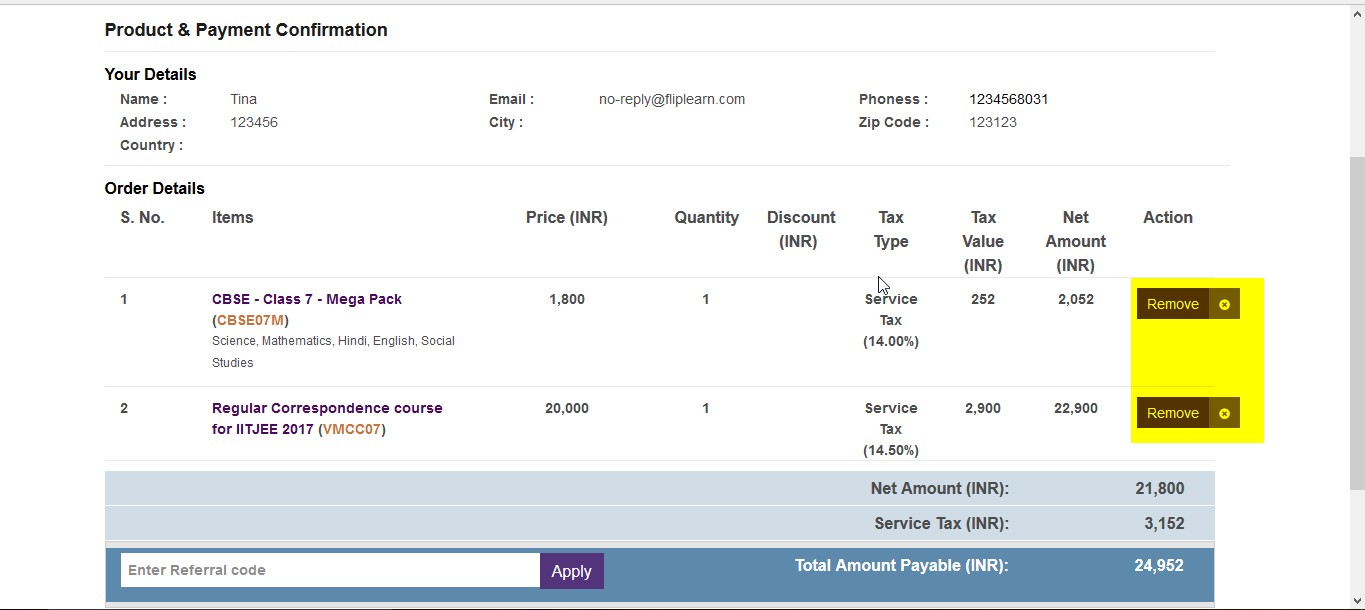 Product & Payment Confirmation
Your Details
Name : Tina Email : no-reply@fliplearn.com Phoness : 1234568031
Address : 123456 City : Zip Code : 123123
Country :
Order Details
S. No. Items Price (INR) Quantity Discount Tax Tax Net Action
(INR) Type Value Amount
(INR) (INR)
1 CBSE - Class 7 - Mega Pack 1,800 1 Service 252 2,052 Remove
(CBSE07M) Tax
Science, Mathematics, Hindi, English, Social (14.00%)
Studies
2 Regular Correspondence course 20,000 1 Service 2,900 22,900 Remove
for IITJEE 2017 (VMCC07) Tax
(14.50%)
Net Amount (INR): 21,800
Service Tax (INR): 3,152
Enter Referral code Apply Total Amount Payable (INR): 24,952